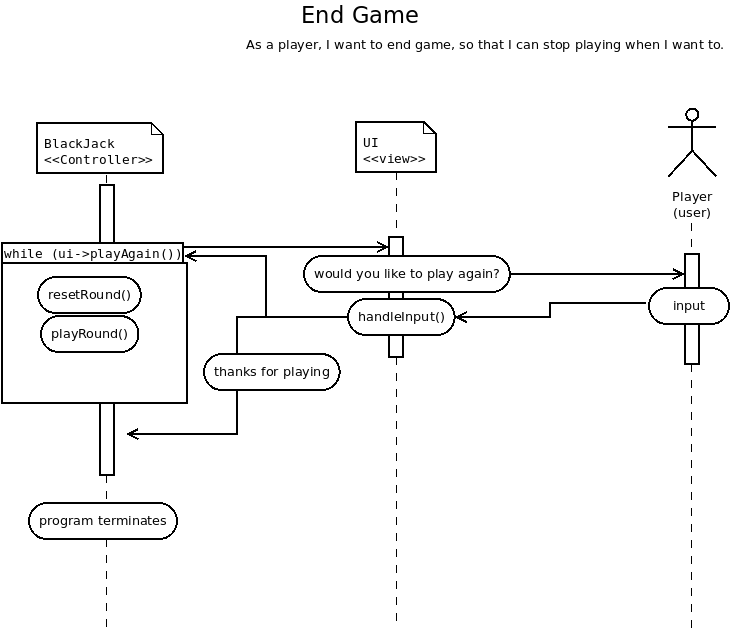 End Game
As a player, I want to end game, so that I can stop playing when I want to.
BlackJack
<<Controller>>
UI
<<view>>
Player
(user)
while (ui->playAgain())
would you like to play again?
resetRound()
input
handleInput()
playRound()
thanks for playing
program terminates